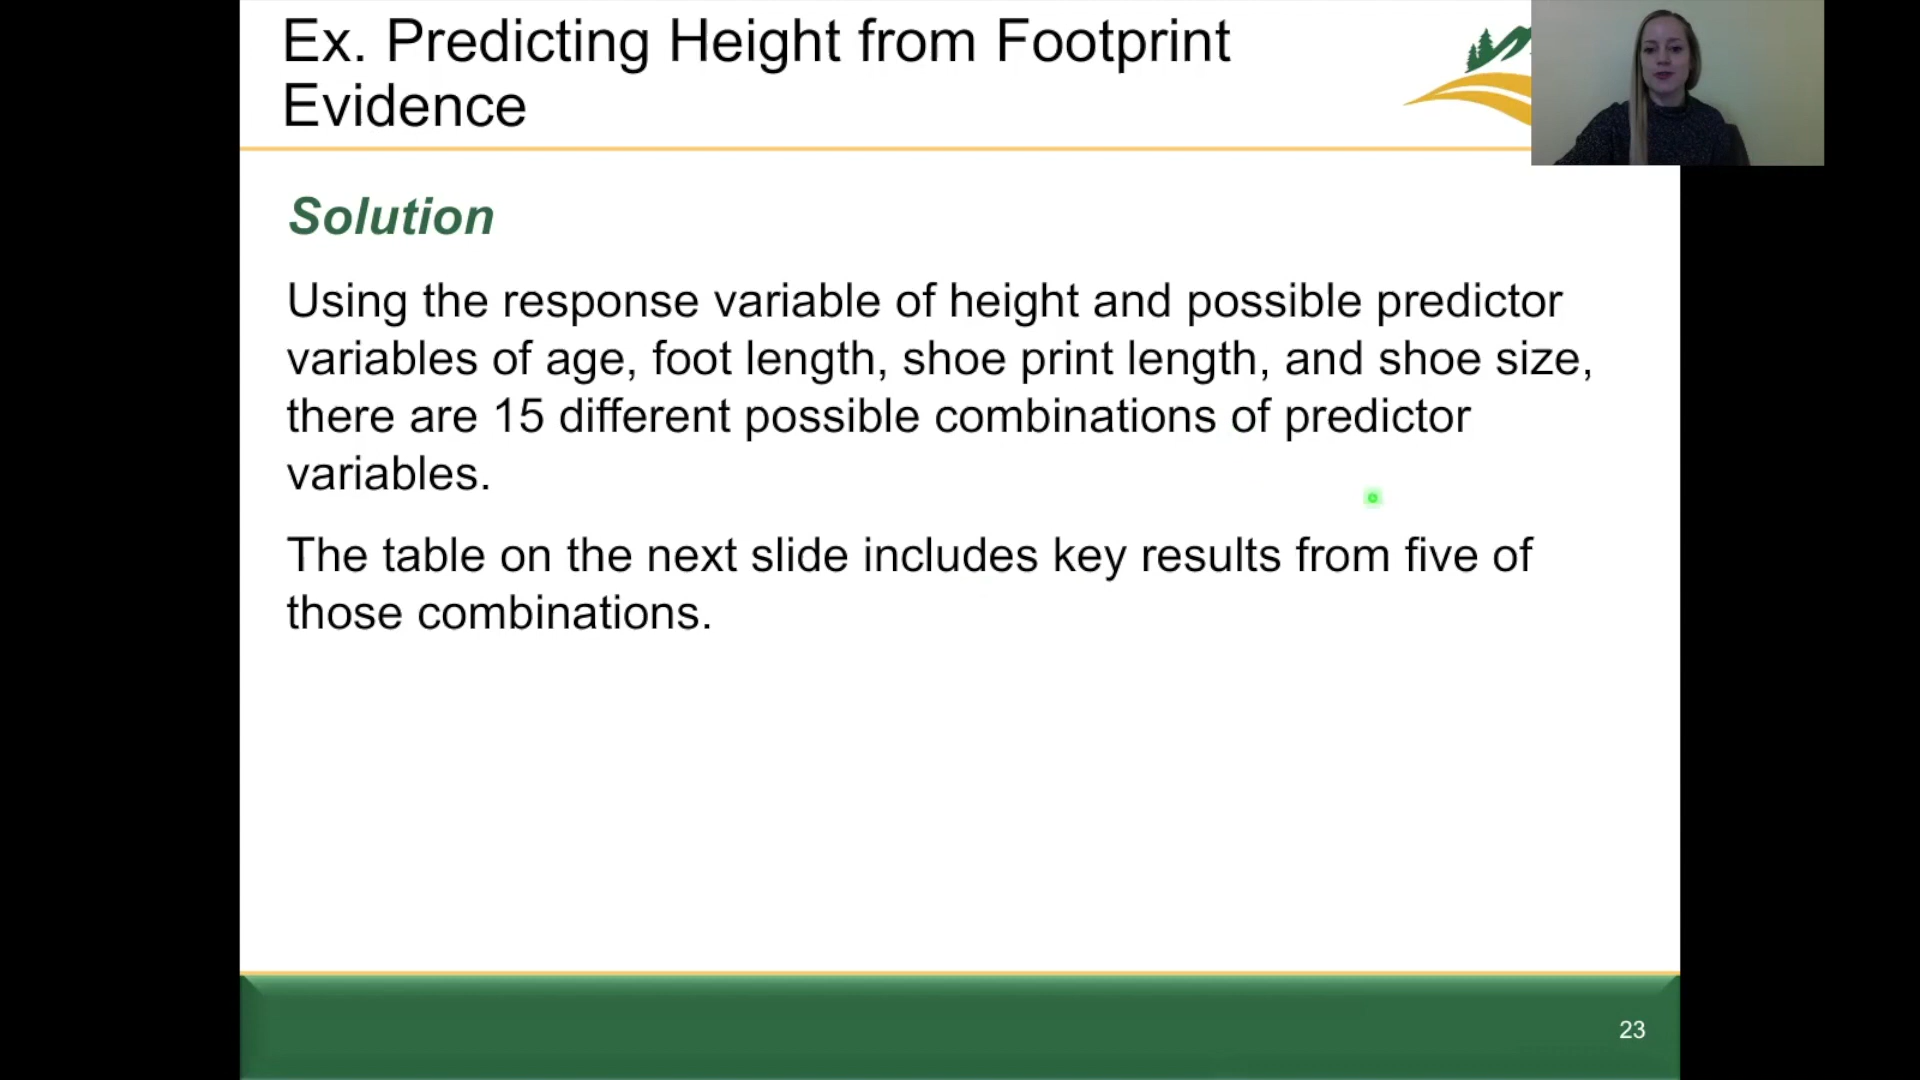 Ex. Predicting Height from Footprint
Evidence
Solution
Using the response variable of height and possible predictor
variables of age, foot length, shoe print length, and shoe size,
there are 15 different possible combinations of predictor
variables.
The table on the next slide includes key results from five of
those combinations.
23